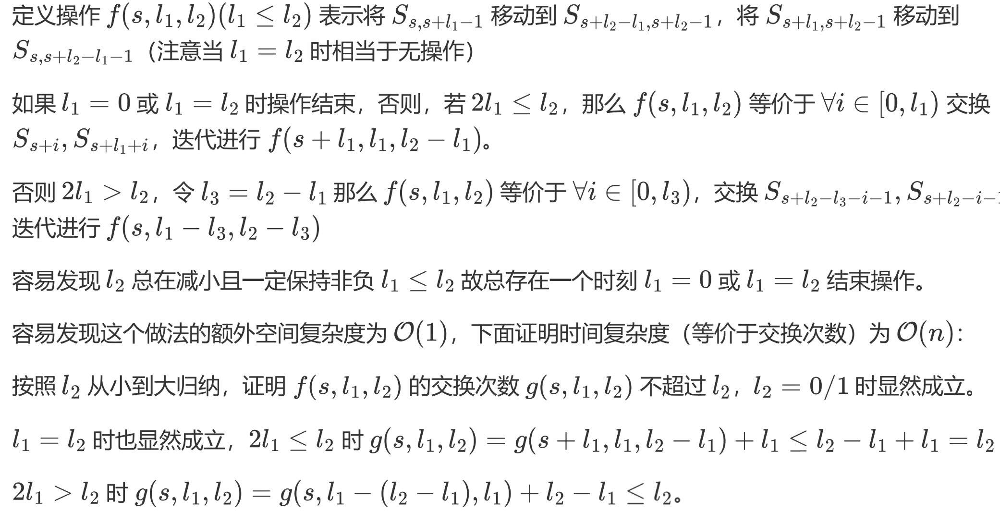 定义操作 $f(s, l_1, l_2)(l_1 \leq l_2)$ 表示将 $S_{s,s+l_1-1}$ 移动到 $S_{s+l_2-l_1,s+l_2-1}$，将 $S_{s+l_1,s+l_2-1}$ 移动到
$S_{s,s+l_2-l_1-1}$（注意当 $l_1 = l_2$ 时相当于无操作）
如果 $l_1 = 0$ 或 $l_1 = l_2$ 时操作结束，否则，若 $2l_1 \leq l_2$，那么 $f(s, l_1, l_2)$ 等价于 $\forall i \in [0, l_1)$ 交换
$S_{s+i}, S_{s+l_1+i}$，迭代进行 $f(s + l_1, l_1, l_2 - l_1)$。
否则 $2l_1 > l_2$，令 $l_3 = l_2 - l_1$ 那么 $f(s, l_1, l_2)$ 等价于 $\forall i \in [0, l_3)$，交换 $S_{s+l_2-l_3-i-1}, S_{s+l_2-i-1}$
迭代进行 $f(s, l_1 - l_3, l_2 - l_3)$
容易发现 $l_2$ 总在减小且一定保持非负 $l_1 \leq l_2$ 故总存在一个时刻 $l_1 = 0$ 或 $l_1 = l_2$ 结束操作。
容易发现这个做法的额外空间复杂度为 $\mathcal{O}(1)$，下面证明时间复杂度（等价于交换次数）为 $\mathcal{O}(n)$：
按照 $l_2$ 从小到大归纳，证明 $f(s, l_1, l_2)$ 的交换次数 $g(s, l_1, l_2)$ 不超过 $l_2$，$l_2 = 0/1$ 时显然成立。
$l_1 = l_2$ 时也显然成立，$2l_1 \leq l_2$ 时 $g(s, l_1, l_2) = g(s + l_1, l_1, l_2 - l_1) + l_1 \leq l_2 - l_1 + l_1 = l_2$
$2l_1 > l_2$ 时 $g(s, l_1, l_2) = g(s, l_1 - (l_2 - l_1), l_1) + l_2 - l_1 \leq l_2$。